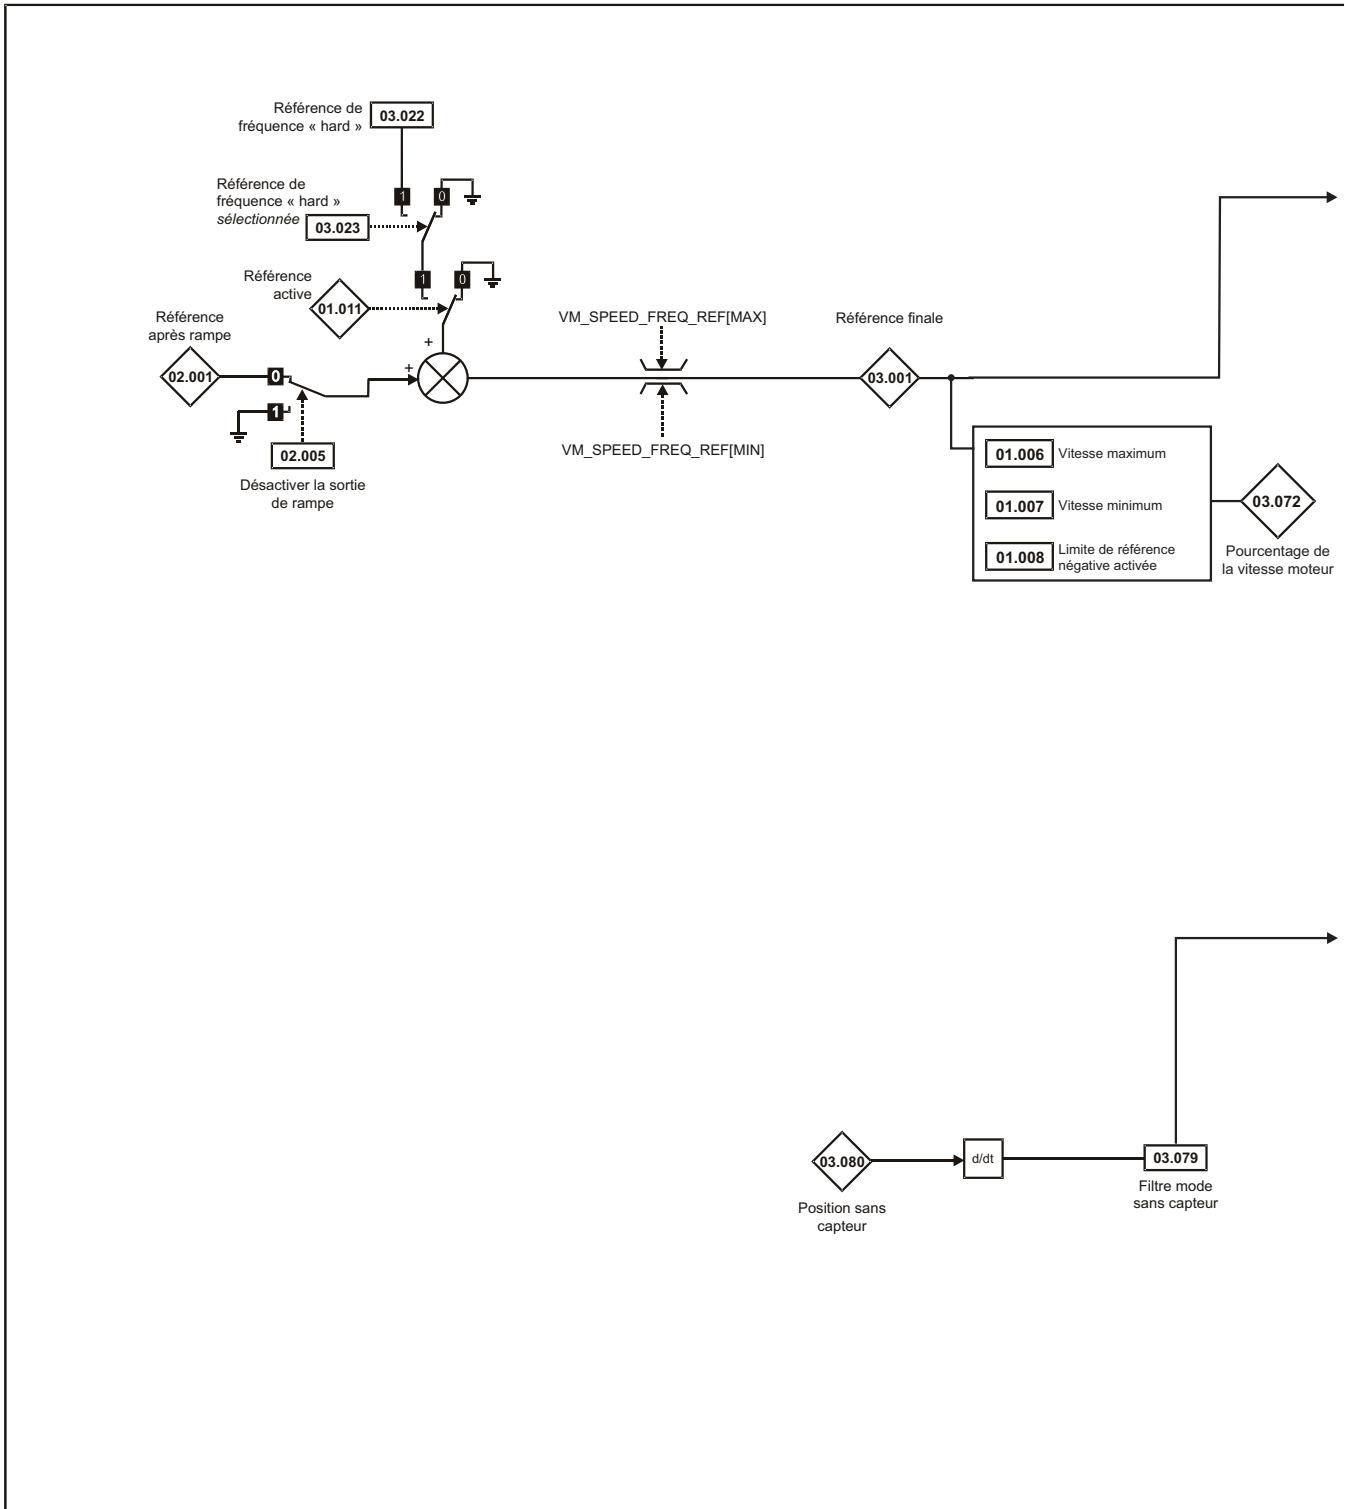 Référence de
fréquence « hard »
03.022
1
0
Référence de
fréquence « hard »
sélectionnée
03.023
1
0
Référence
active
01.011
Référence
après rampe
+
+
02.001
0
1
02.005
Désactiver la sortie
de rampe
VM_SPEED_FREQ_REF[MAX]
VM_SPEED_FREQ_REF[MIN]
Référence finale
03.001
01.006 Vitesse maximum
01.007 Vitesse minimum
01.008 Limite de référence
négative activée
03.072
Pourcentage de
la vitesse moteur
03.080
Position sans
capteur
d/dt
03.079
Filtre mode
sans capteur